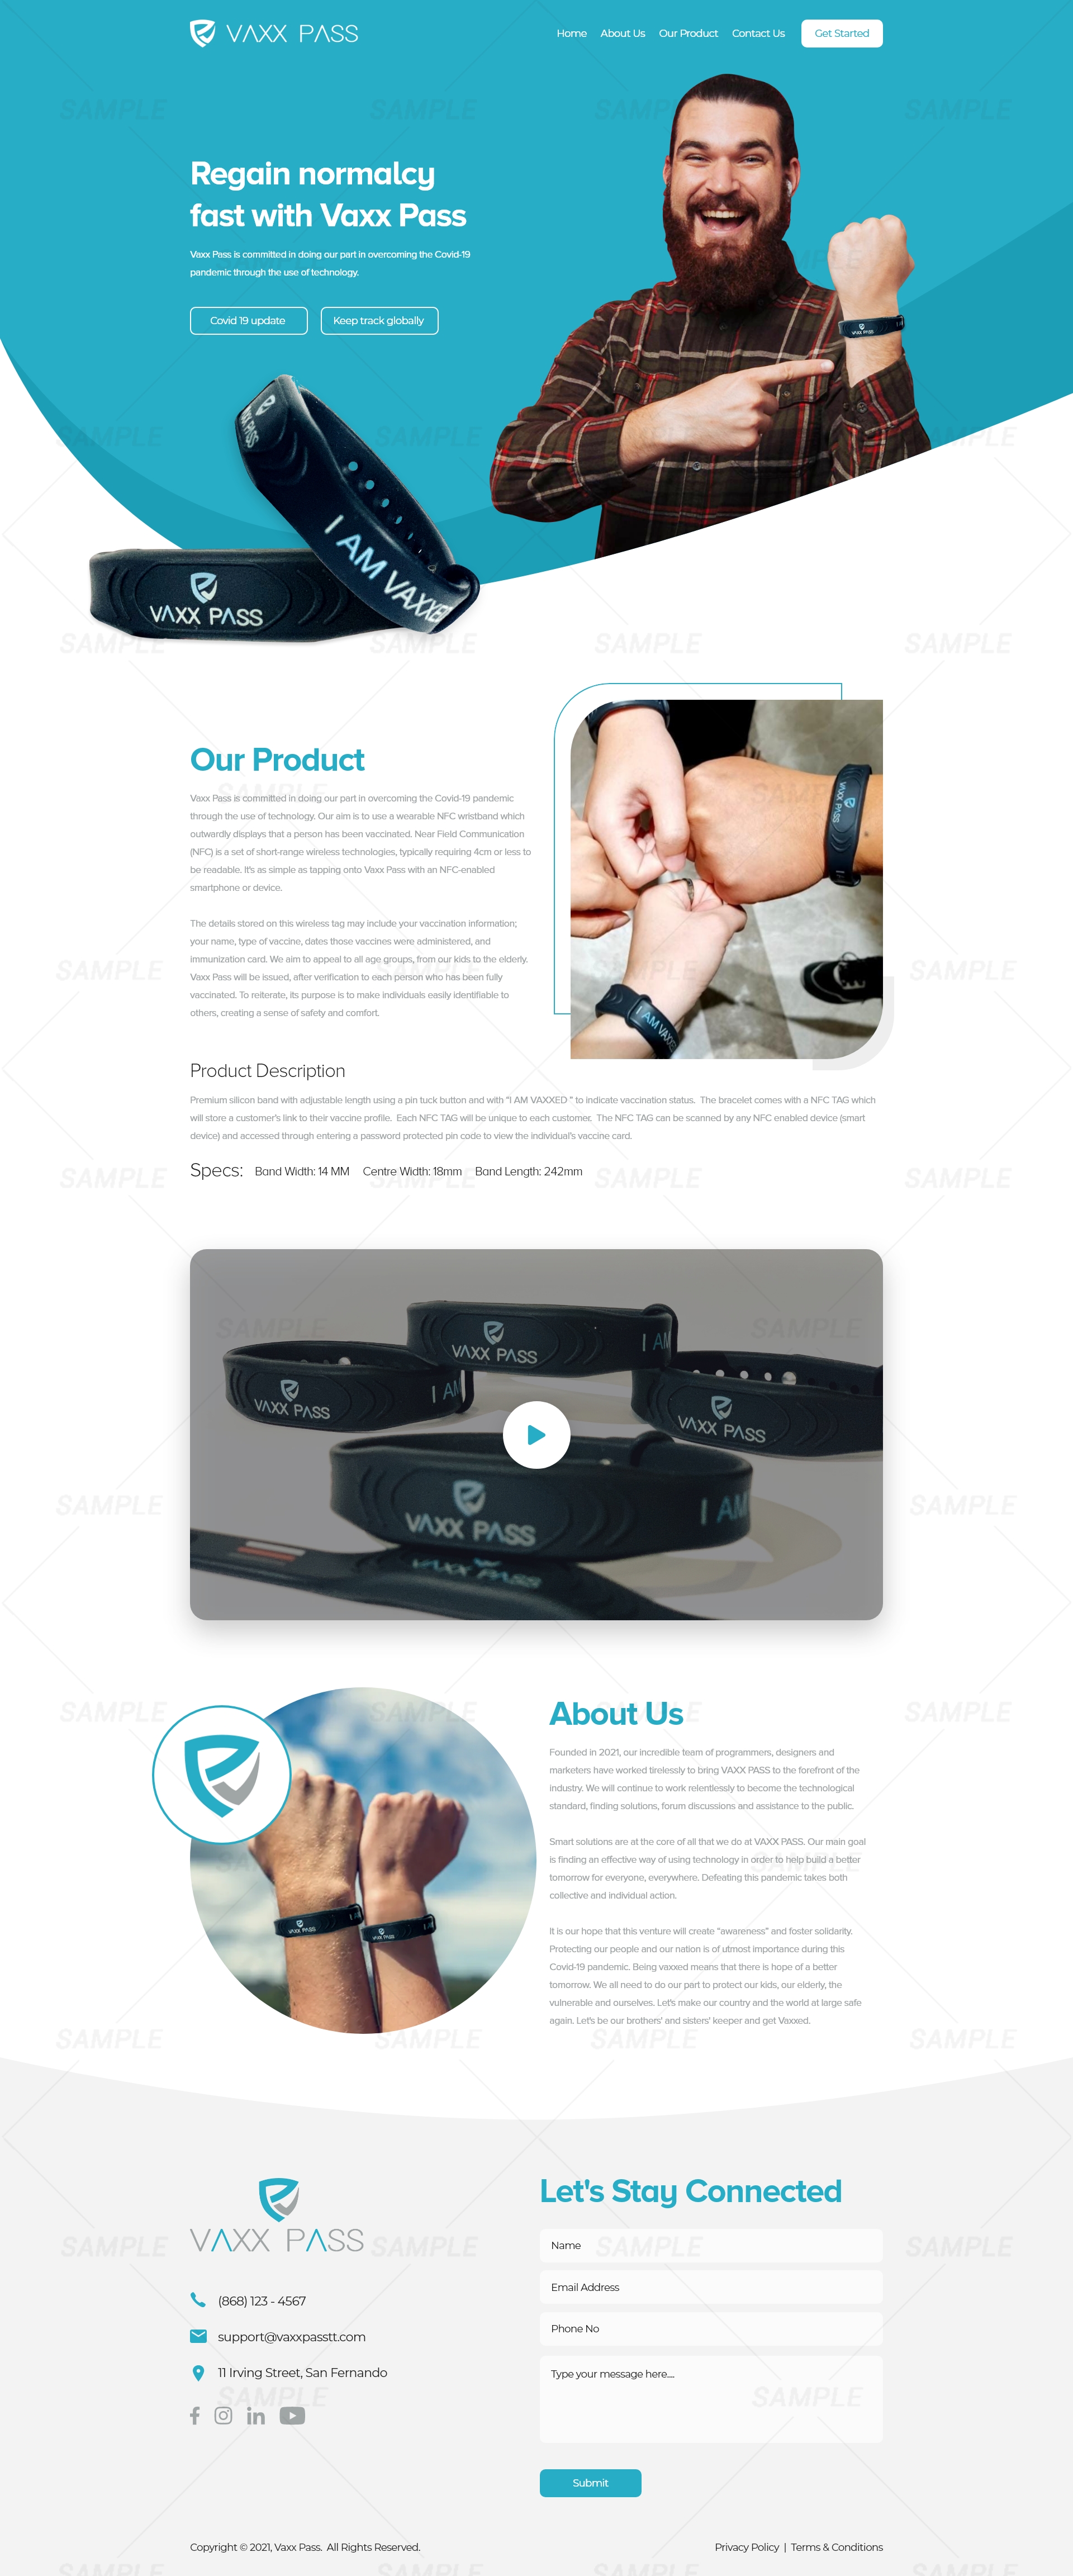 VAXX PASS
Home About Us Our Product Contact Us Get Started
Regain normalcy
fast with Vaxx Pass
Vaxx Pass is committed in doing our part in overcoming the Covid-19
pandemic through the use of technology.
Covid 19 update Keep track globally
VAXX PASS
VAXX PASS
I AM VAXXE
VAXX PASS
Our Product
Vaxx Pass is committed in doing our part in overcoming the Covid-19 pandemic
through the use of technology. Our aim is to use a wearable NFC wristband which
outwardly displays that a person has been vaccinated. Near Field Communication
(NFC) is a set of short-range wireless technologies, typically requiring 4cm or less to
be readable. It's as simple as tapping onto Vaxx Pass with an NFC-enabled
smartphone or device.
The details stored on this wireless tag may include your vaccination information;
your name, type of vaccine, dates those vaccines were administered, and
immunization card. We aim to appeal to all age groups, from our kids to the elderly.
Vaxx Pass will be issued, after verification to each person who has been fully
vaccinated. To reiterate, its purpose is to make individuals easily identifiable to
others, creating a sense of safety and comfort.
VAXX PASS
I AM VAXXED
Product Description
Premium silicon band with adjustable length using a pin tuck button and with "I AM VAXXED " to indicate vaccination status. The bracelet comes with a NFC TAG which
will store a customer's link to their vaccine profile. Each NFC TAG will be unique to each customer. The NFC TAG can be scanned by any NFC enabled device (smart
device) and accessed through entering a password protected pin code to view the individual's vaccine card.
Specs: Band Width: 14 MM Centre Width: 18mm Band Length: 242mm
VAXX PASS I AM
VAXX PASS I AM
VAXX PASS
VAXX PASS I AM
VAXX PASS
About Us
Founded in 2021, our incredible team of programmers, designers and
marketers have worked tirelessly to bring VAXX PASS to the forefront of the
industry. We will continue to work relentlessly to become the technological
standard, finding solutions, forum discussions and assistance to the public.
Smart solutions are at the core of all that we do at VAXX PASS. Our main goal
is finding an effective way of using technology in order to help build a better
tomorrow for everyone, everywhere. Defeating this pandemic takes both
collective and individual action.
It is our hope that this venture will create "awareness" and foster solidarity.
Protecting our people and our nation is of utmost importance during this
Covid-19 pandemic. Being vaxxed means that there is hope of a better
tomorrow. We all need to do our part to protect our kids, our elderly, the
vulnerable and ourselves. Let's make our country and the world at large safe
again. Let's be our brothers' and sisters' keeper and get Vaxxed.
VAXX PASS
VAXX PASS
VAXX PASS
(868) 123 - 4567
support@vaxxpasstt.com
11 Irving Street, San Fernando
Let's Stay Connected
Name
Email Address
Phone No
Type your message here....
Submit
Copyright © 2021, Vaxx Pass. All Rights Reserved.
Privacy Policy | Terms & Conditions
SAMPLE